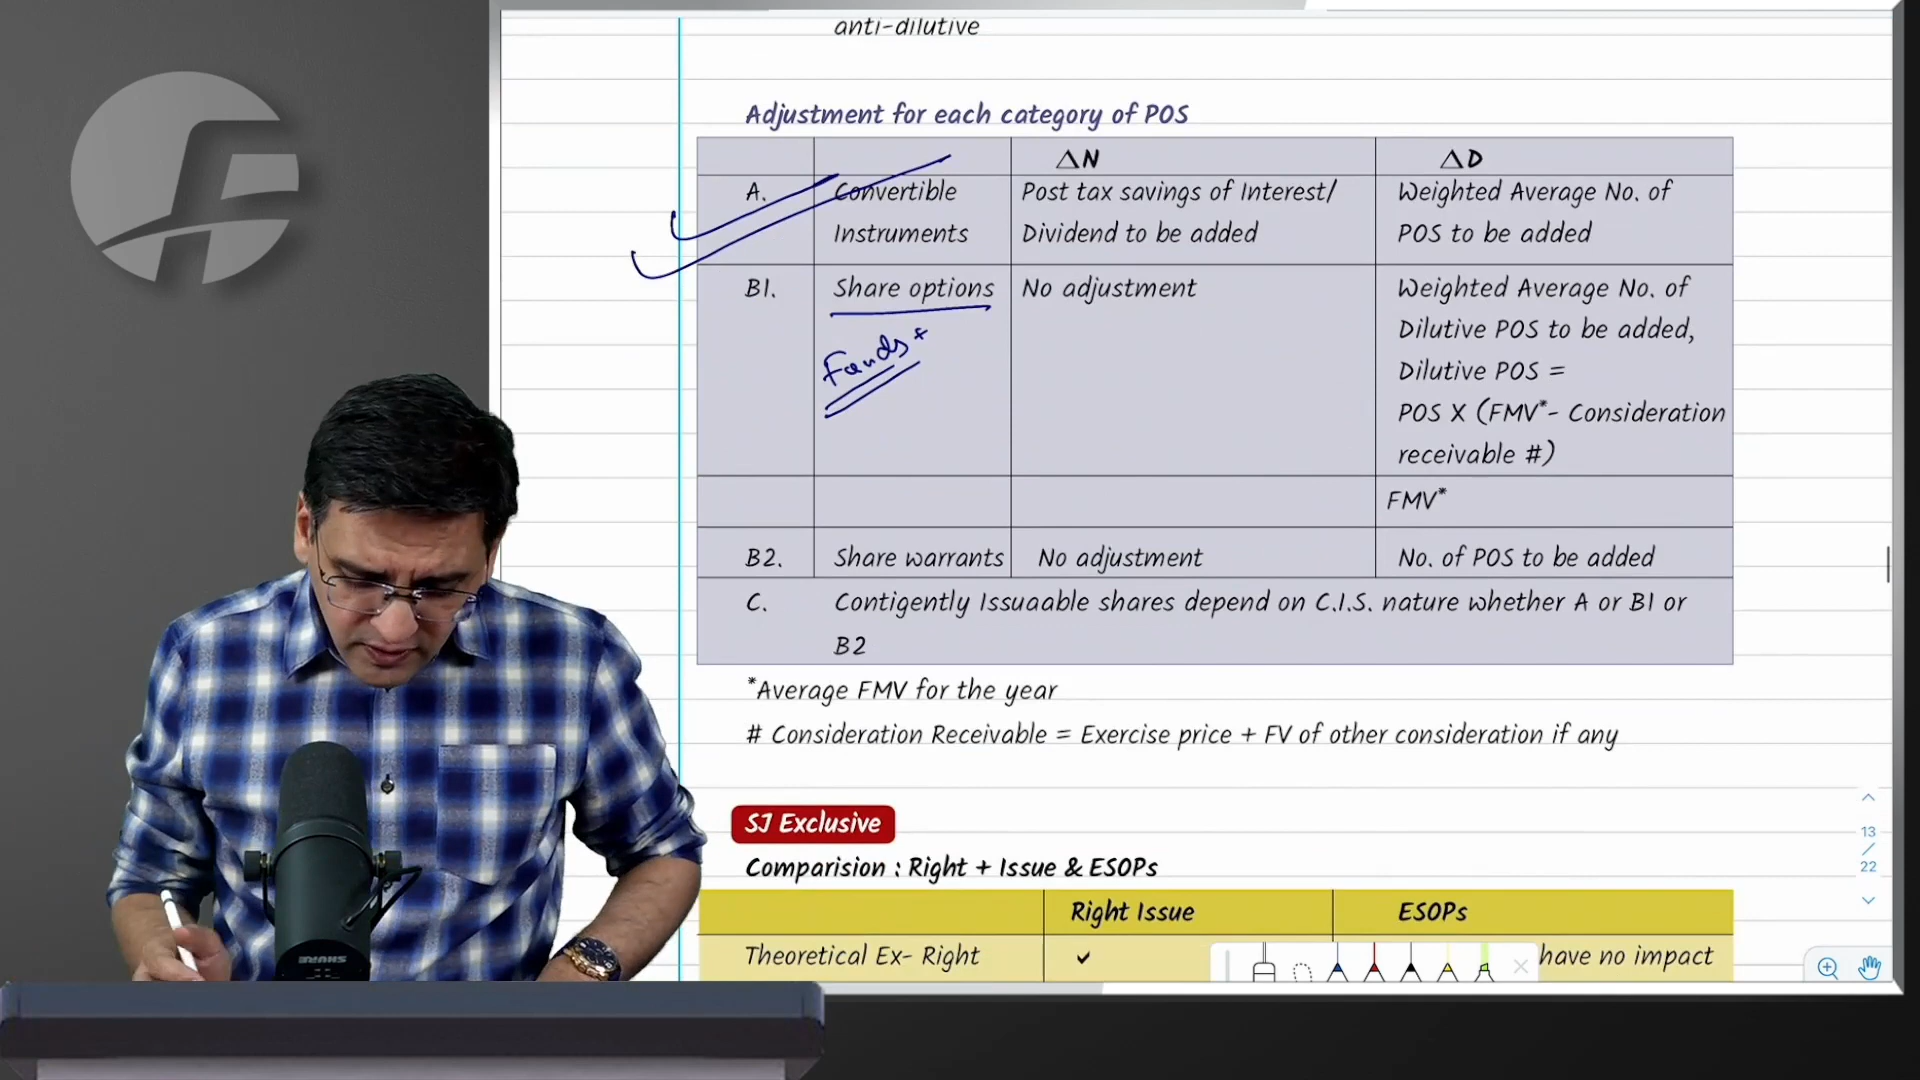 anti-dilutive
Adjustment for each category of POS
△N △D
A. Convertible Instruments Post tax savings of Interest/ Dividend to be added Weighted Average No. of POS to be added
B1. Share options No adjustment Weighted Average No. of Dilutive POS to be added, Dilutive POS = POS X (FMV*- Consideration receivable #)
Funds +
FMV*
B2. Share warrants No adjustment No. of POS to be added
C. Contigently Issuaable shares depend on C.I.S. nature whether A or B1 or B2
*Average FMV for the year
# Consideration Receivable = Exercise price + FV of other consideration if any
SJ Exclusive
Comparision : Right + Issue & ESOPs
Right Issue ESOPs
Theoretical Ex- Right ✓ have no impact
13
/
22
SHURE